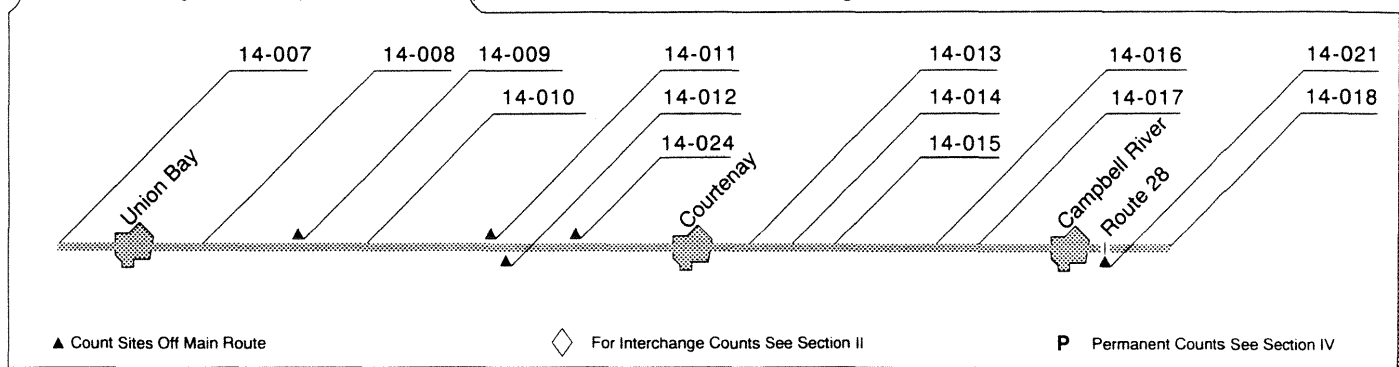 14-007
14-008
14-009
14-011
14-013
14-016
14-021
14-010
14-012
14-014
14-017
14-018
14-024
14-015
Union Bay
Courtenay
Campbell River
Route 28
▲ Count Sites Off Main Route
◇ For Interchange Counts See Section II
P Permanent Counts See Section IV